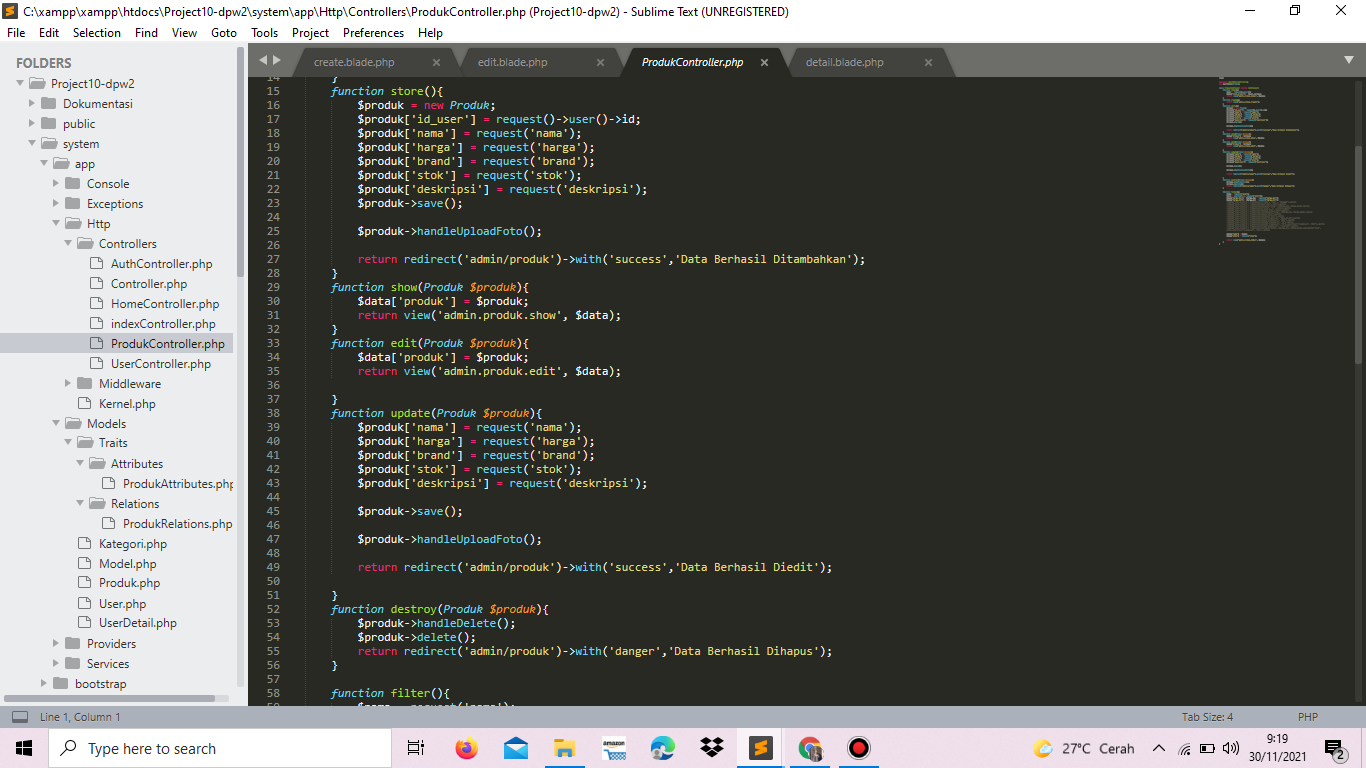 C:\xampp\xampp\htdocs\Project10-dpw2\system\app\Http\Controllers\ProdukController.php (Project10-dpw2) - Sublime Text (UNREGISTERED)
File Edit Selection Find View Goto Tools Project Preferences Help
FOLDERS
Project10-dpw2
Dokumentasi
public
system
app
Console
Exceptions
Http
Controllers
AuthController.php
Controller.php
HomeController.php
indexController.php
ProdukController.php
UserController.php
Middleware
Kernel.php
Models
Traits
Attributes
ProdukAttributes.php
Relations
ProdukRelations.php
Kategori.php
Model.php
Produk.php
User.php
UserDetail.php
Providers
Services
bootstrap
create.blade.php edit.blade.php ProdukController.php detail.blade.php
14 }
15 function store(){
16 $produk = new Produk;
17 $produk['id_user'] = request()->user()->id;
18 $produk['nama'] = request('nama');
19 $produk['harga'] = request('harga');
20 $produk['brand'] = request('brand');
21 $produk['stok'] = request('stok');
22 $produk['deskripsi'] = request('deskripsi');
23 $produk->save();
24
25 $produk->handleUploadFoto();
26
27 return redirect('admin/produk')->with('success','Data Berhasil Ditambahkan');
28 }
29 function show(Produk $produk){
30 $data['produk'] = $produk;
31 return view('admin.produk.show', $data);
32 }
33 function edit(Produk $produk){
34 $data['produk'] = $produk;
35 return view('admin.produk.edit', $data);
36
37 }
38 function update(Produk $produk){
39 $produk['nama'] = request('nama');
40 $produk['harga'] = request('harga');
41 $produk['brand'] = request('brand');
42 $produk['stok'] = request('stok');
43 $produk['deskripsi'] = request('deskripsi');
44
45 $produk->save();
46
47 $produk->handleUploadFoto();
48
49 return redirect('admin/produk')->with('success','Data Berhasil Diedit');
50
51 }
52 function destroy(Produk $produk){
53 $produk->handleDelete();
54 $produk->delete();
55 return redirect('admin/produk')->with('danger','Data Berhasil Dihapus');
56 }
57
58 function filter(){
Line 1, Column 1 Tab Size: 4 PHP
Type here to search
amazon
27°C Cerah
9:19
30/11/2021
2